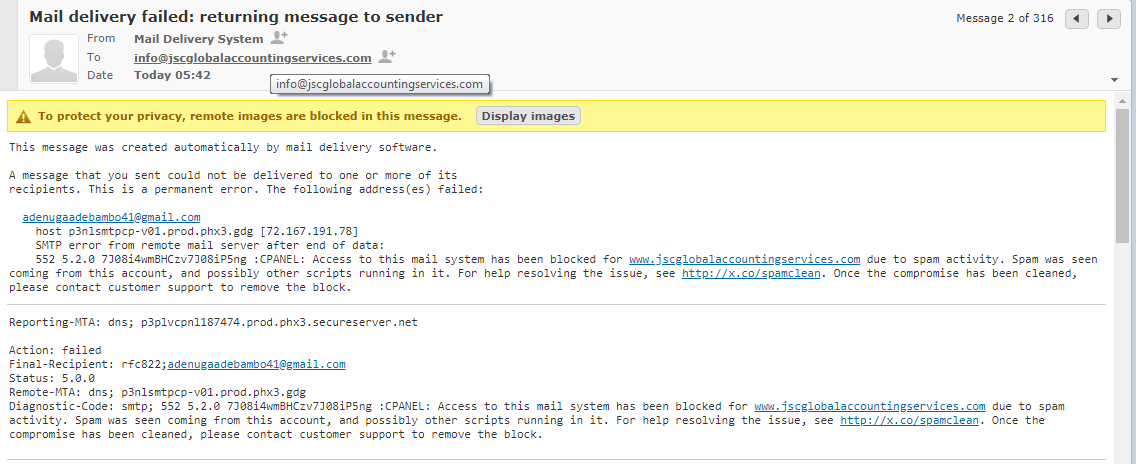 Mail delivery failed: returning message to sender
Message 2 of 316
From Mail Delivery System
To info@jscglobalaccountingservices.com
Date Today 05:42
info@jscglobalaccountingservices.com
To protect your privacy, remote images are blocked in this message. Display images
This message was created automatically by mail delivery software.
A message that you sent could not be delivered to one or more of its
recipients. This is a permanent error. The following address(es) failed:
adenugaadebambo41@gmail.com
host p3nlsmtpcp-v01.prod.phx3.gdg [72.167.191.78]
SMTP error from remote mail server after end of data:
552 5.2.0 7J08i4wmBHCzv7J08iP5ng :CPANEL: Access to this mail system has been blocked for www.jscglobalaccountingservices.com due to spam activity. Spam was seen
coming from this account, and possibly other scripts running in it. For help resolving the issue, see http://x.co/spamclean. Once the compromise has been cleaned,
please contact customer support to remove the block.
Reporting-MTA: dns; p3plvcpnl187474.prod.phx3.secureserver.net
Action: failed
Final-Recipient: rfc822;adenugaadebambo41@gmail.com
Status: 5.0.0
Remote-MTA: dns; p3nlsmtpcp-v01.prod.phx3.gdg
Diagnostic-Code: smtp; 552 5.2.0 7J08i4wmBHCzv7J08iP5ng :CPANEL: Access to this mail system has been blocked for www.jscglobalaccountingservices.com due to spam
activity. Spam was seen coming from this account, and possibly other scripts running in it. For help resolving the issue, see http://x.co/spamclean. Once the
compromise has been cleaned, please contact customer support to remove the block.